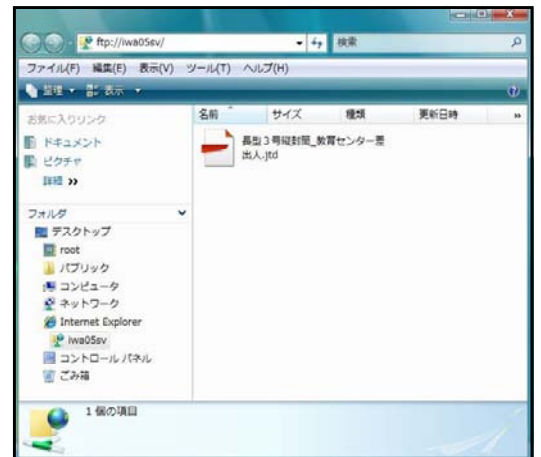 ftp://iwa05sv/
検索
ファイル(F) 編集(E) 表示(V) ツール(T) ヘルプ(H)
整理 表示
お気に入りリンク
ドキュメント
ピクチャ
詳細 »
フォルダ
デスクトップ
root
パブリック
コンピュータ
ネットワーク
Internet Explorer
iwa05sv
コントロール パネル
ごみ箱
名前 サイズ 種類 更新日時 »
長型3号縦封筒_教育センター差
出人.jtd
1 個の項目